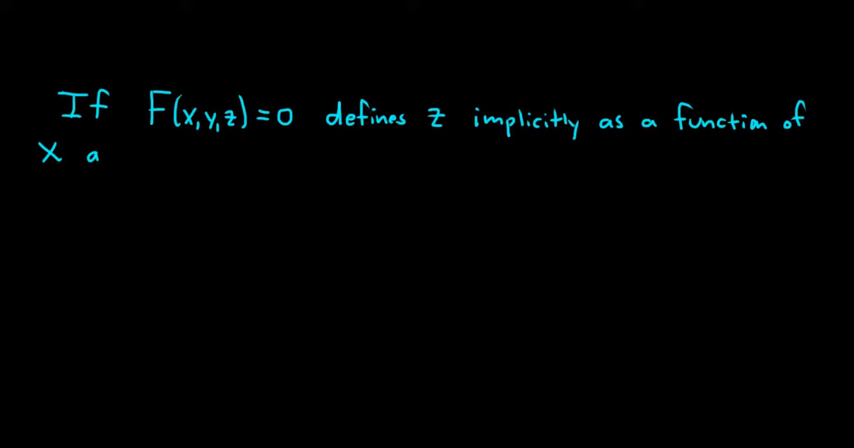 If F(x,y,z)=0 defines z implicitly as a function of
x a